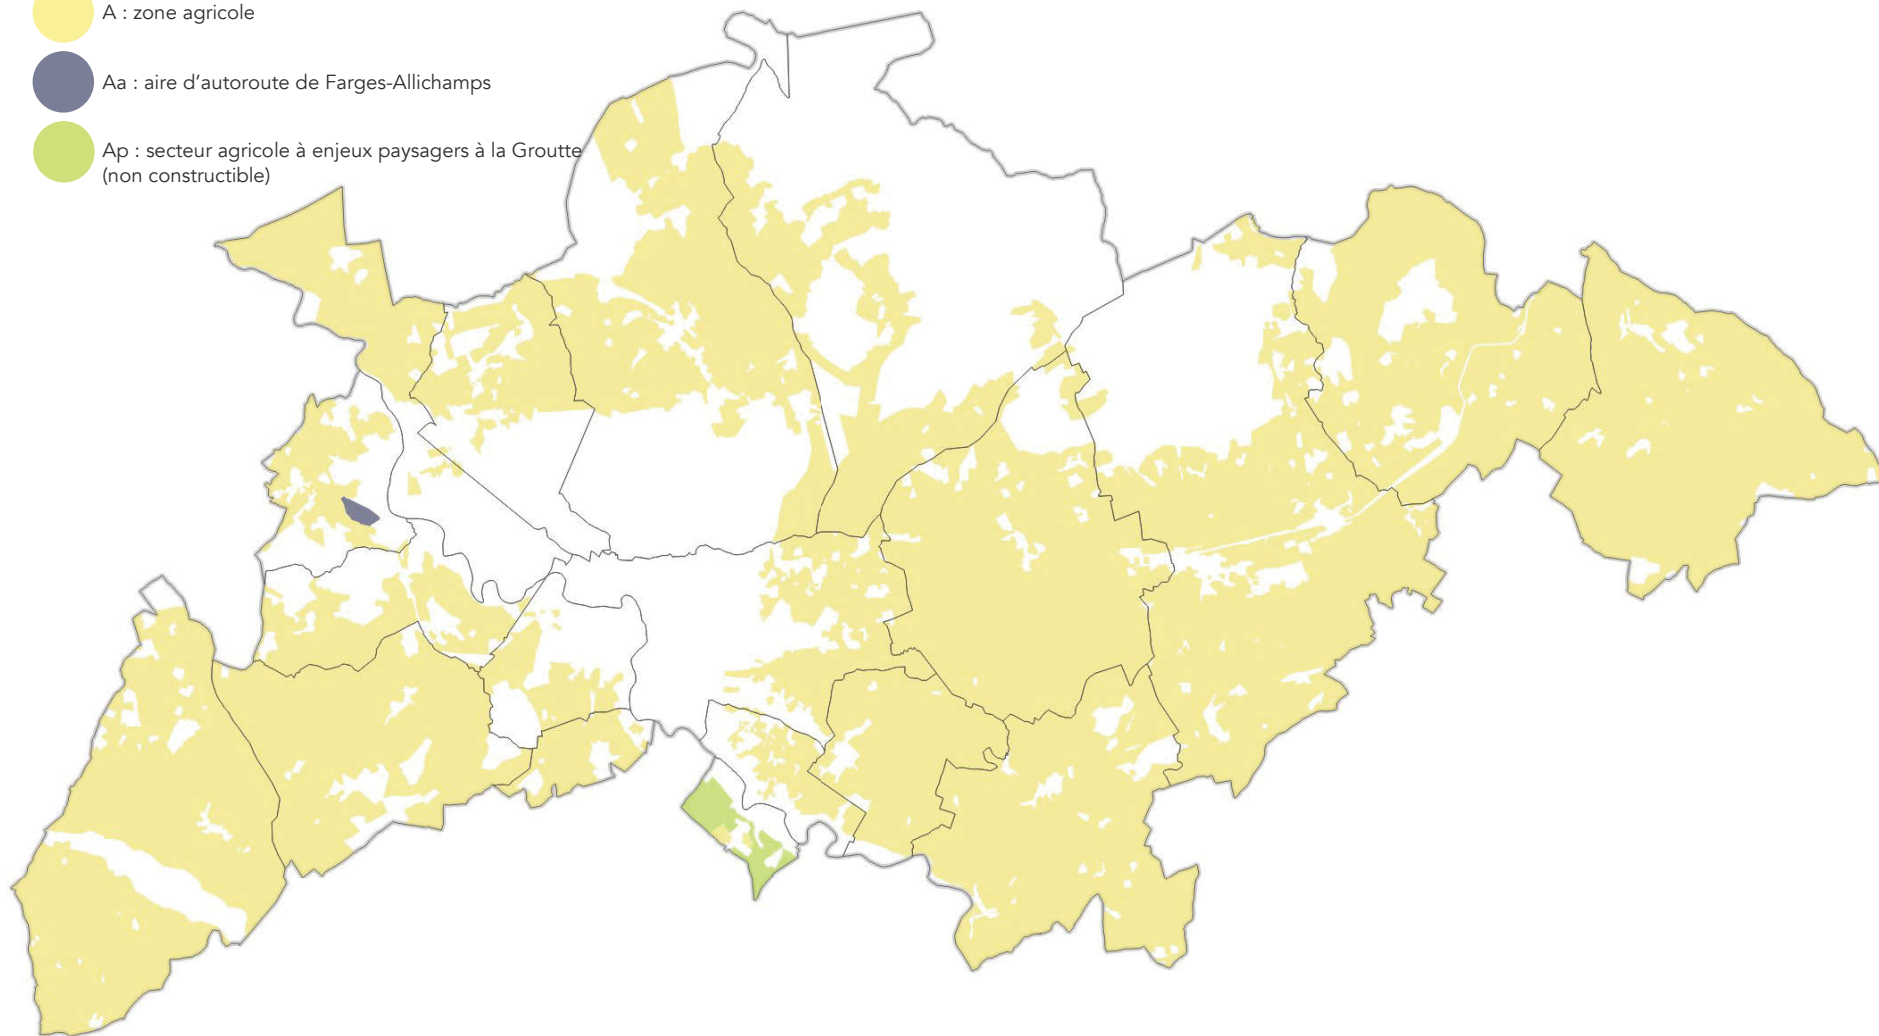 A : zone agricole
Aa : aire d'autoroute de Farges-Allichamps
Ap : secteur agricole à enjeux paysagers à la Groutte
(non constructible)